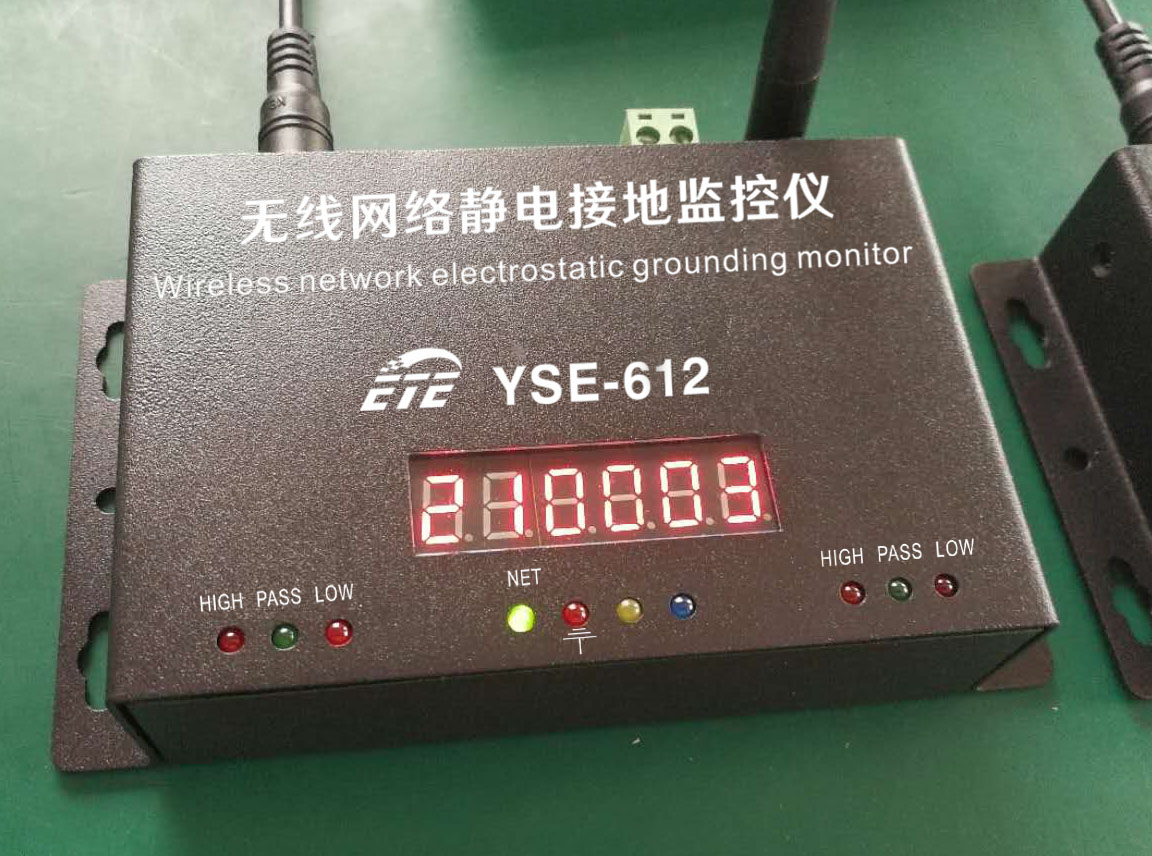 无线网络静电接地监控仪
Wireless network electrostatic grounding monitor
ETE YSE-612
210003
NET
HIGH PASS LOW
HIGH PASS LOW